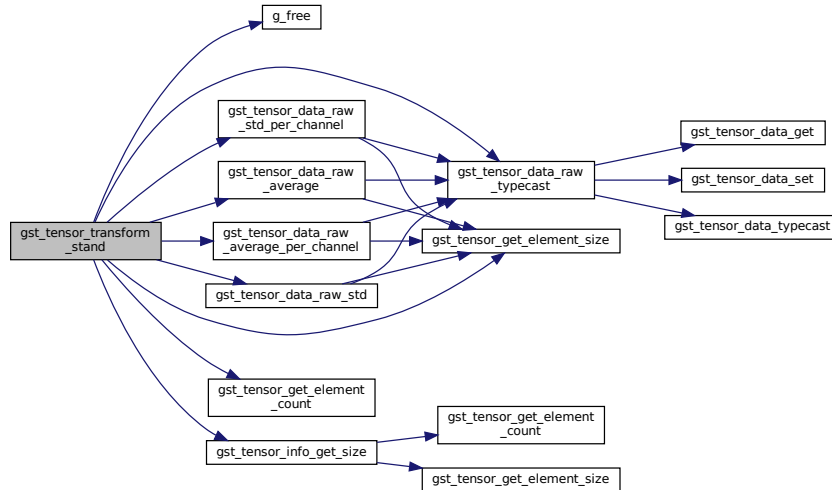 g_free
gst_tensor_data_raw
_std_per_channel
gst_tensor_data_get
gst_tensor_data_raw
_average
gst_tensor_data_raw
_typecast
gst_tensor_data_set
gst_tensor_transform
_stand
gst_tensor_data_raw
_average_per_channel
gst_tensor_get_element_size
gst_tensor_data_typecast
gst_tensor_data_raw_std
gst_tensor_get_element
_count
gst_tensor_info_get_size
gst_tensor_get_element
_count
gst_tensor_get_element_size